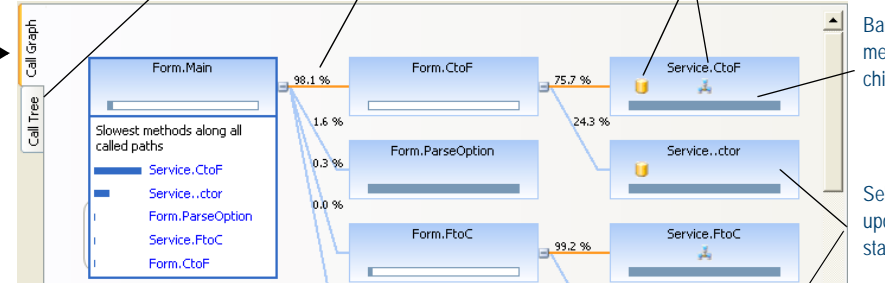 Call Graph
Call Tree
Form.Main
Slowest methods along all
called paths
Service.CtoF
Service..ctor
Form.ParseOption
Service.FtoC
Form.CtoF
98.1 %
1.6 %
0.3 %
0.0 %
Form.CtoF
Form.ParseOption
Form.FtoC
75.7 %
24.3 %
99.2 %
Service.CtoF
Service..ctor
Service.FtoC